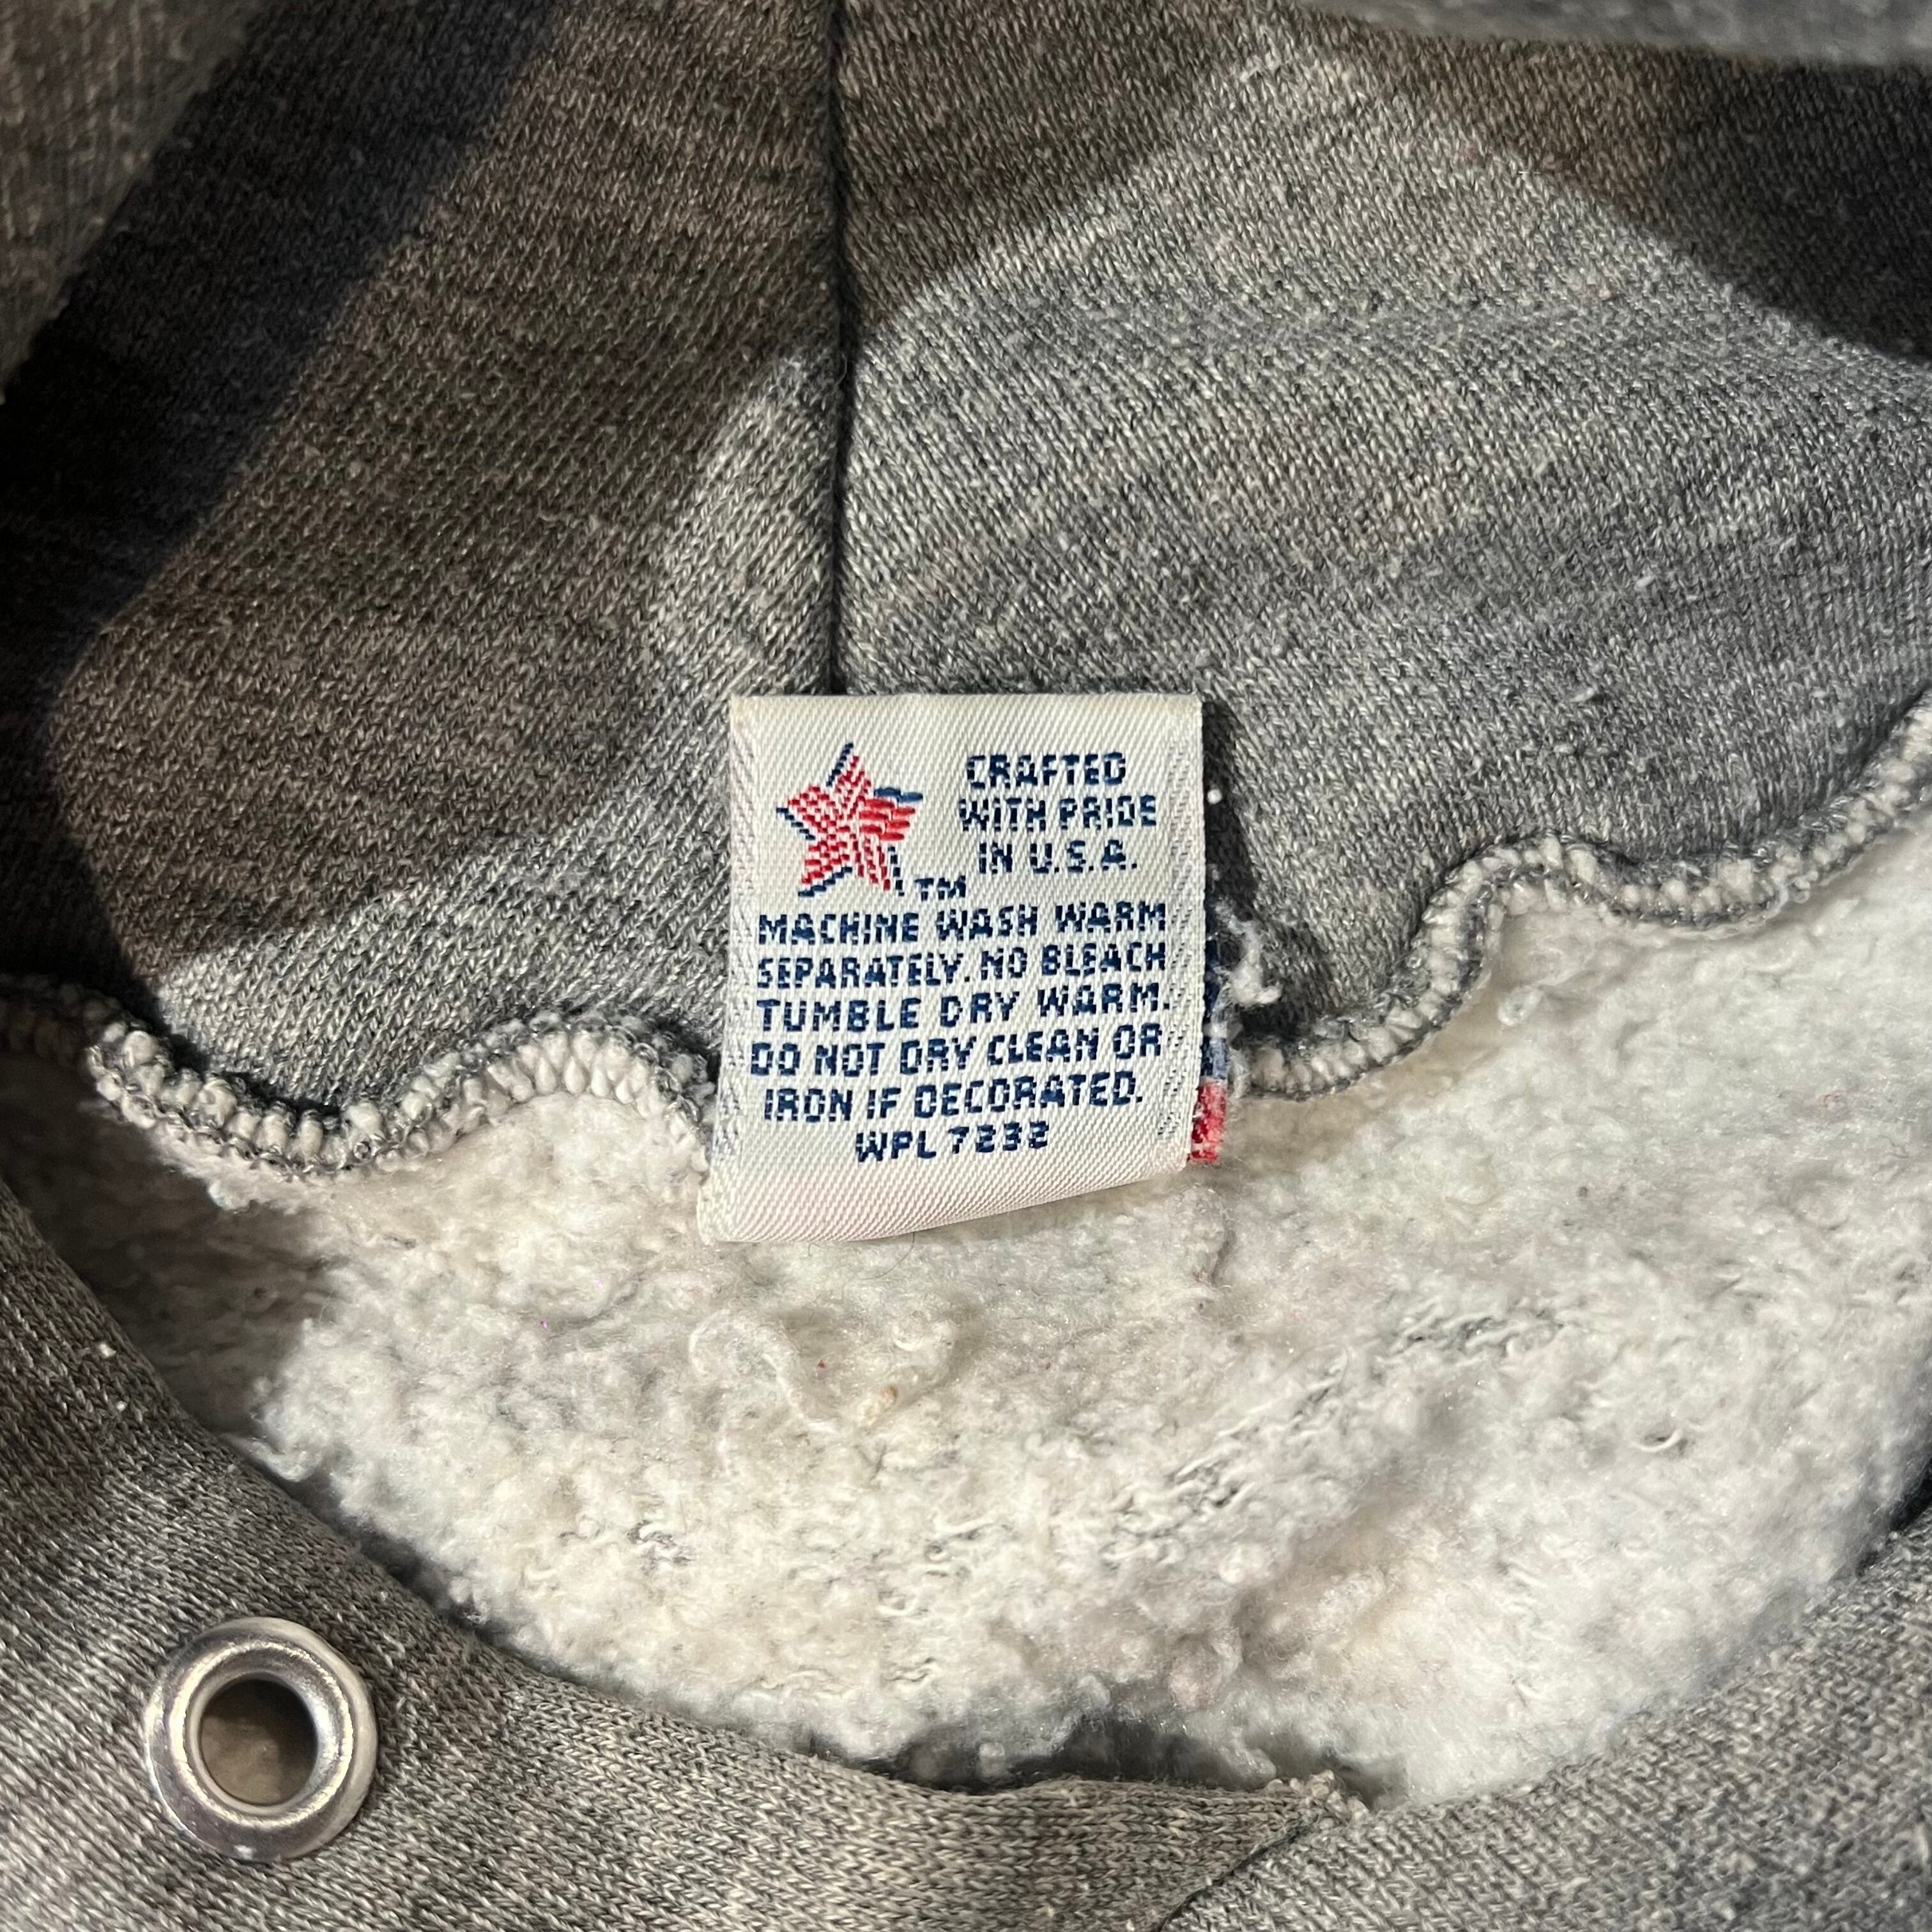 CRAFTED
WITH PRIDE
IN U.S.A.
TM
MACHINE WASH WARM
SEPARATELY. NO BLEACH
TUMBLE DRY WARM.
DO NOT DRY CLEAN OR
IRON IF DECORATED.
WPL 7232